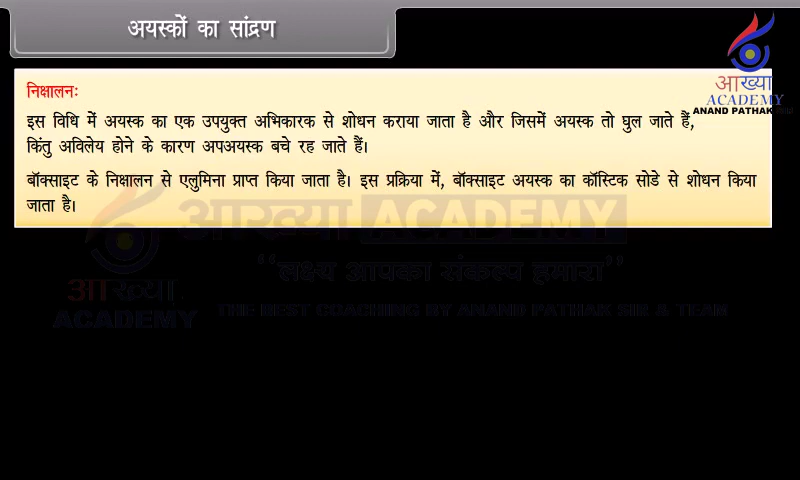 अयस्कों का सांद्रण
आख्या
ACADEMY
ANAND PATHAK
निक्षालनः
इस विधि में अयस्क का एक उपयुक्त अभिकारक से शोधन कराया जाता है और जिसमें अयस्क तो घुल जाते हैं,
किंतु अविलेय होने के कारण अपअयस्क बचे रह जाते हैं।
बॉक्साइट के निक्षालन से एलुमिना प्राप्त किया जाता है। इस प्रक्रिया में, बॉक्साइट अयस्क का कॉस्टिक सोडे से शोधन किया
जाता है।
आख्या ACADEMY
“लक्ष्य आपका संकल्प हमारा”
आख्या
ACADEMY
THE BEST COACHING BY ANAND PATHAK SIR & TEAM